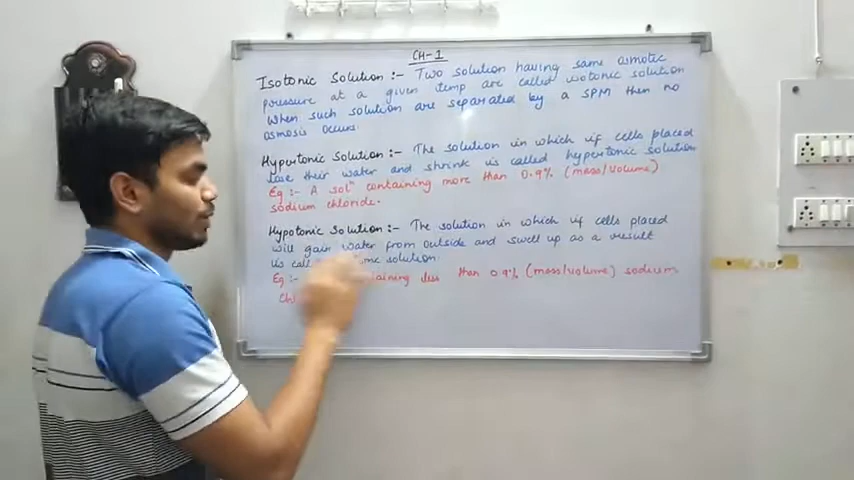 CH-1
Isotonic Solution :- Two solution having same osmotic
pressure at a given temp are called isotonic solution
When such solution are separated by a SPM then no
osmosis occurs.
Hypertonic Solution :- The solution in which if cells placed
lose their water and shrink is called hypertonic solution
Eg :- A solⁿ containing more than 0.9% (mass/volume)
sodium chloride.
Hypotonic Solution :- The solution in which if cells placed
will gain water from outside and swell up as a result
is solution.
Eg :- less than 0.9% (mass/volume) sodium